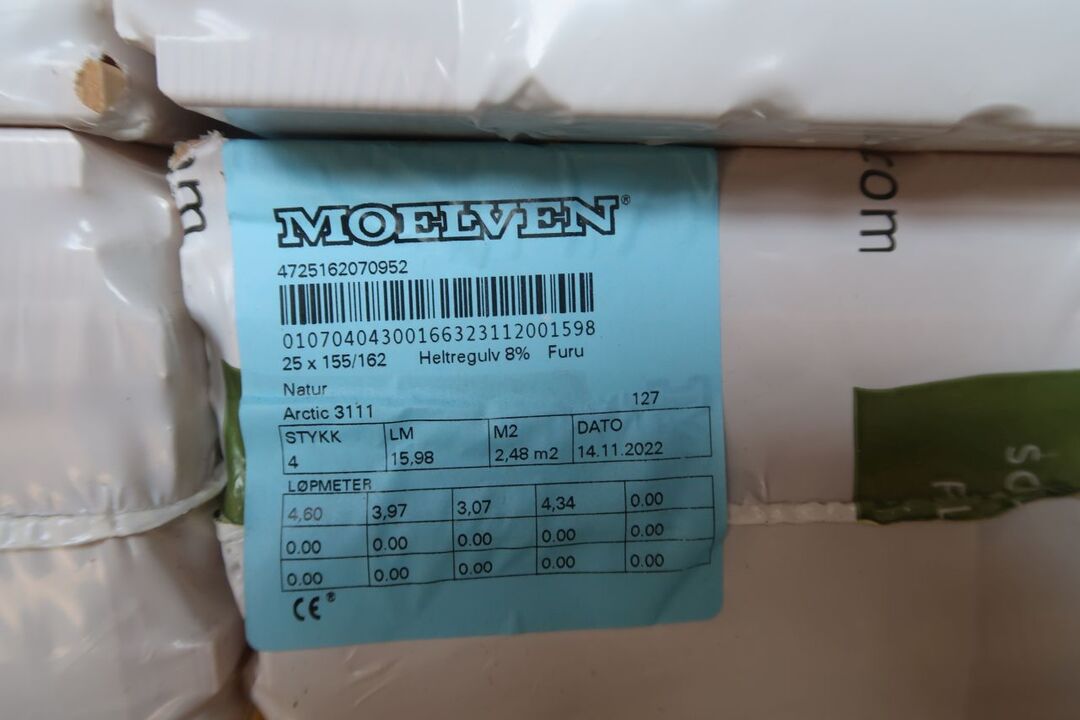 MOELVEN®
4725162070952
01070404300166323112001598
25 x 155/162 Heltregulv 8% Furu
Natur
Arctic 3111 127
STYKK LM M2 DATO
4 15,98 2,48 m2 14.11.2022
LØPMETER
4,60 3,97 3,07 4,34 0.00
0.00 0.00 0.00 0.00 0.00
0.00 0.00 0.00 0.00 0.00
CE®
com